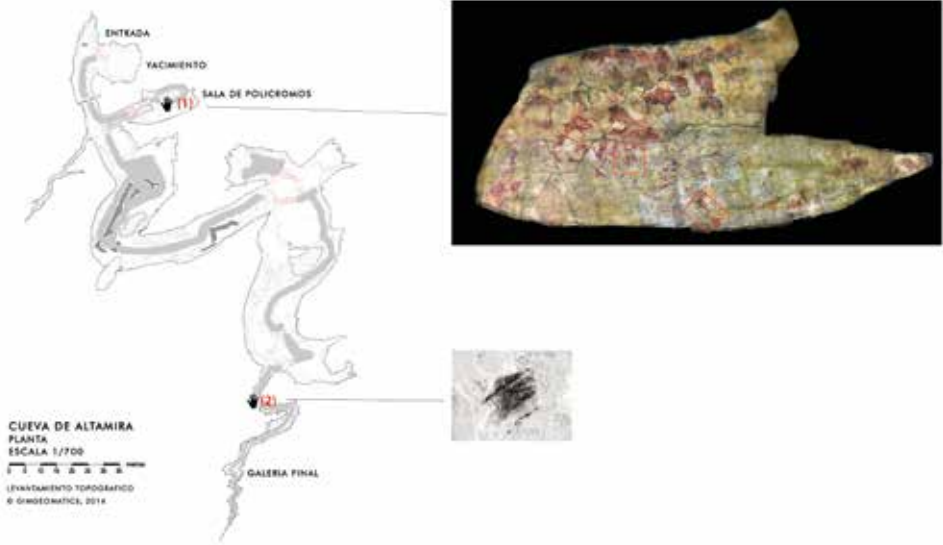 ENTRADA
YACIMIENTO
SALA DE POLICROMOS
(1)
(2)
CUEVA DE ALTAMIRA
PLANTA
ESCALA 1/700
LEVANTAMIENTO TOPOGRAFICO
© GIMGEOMATICS, 2014
GALERIA FINAL